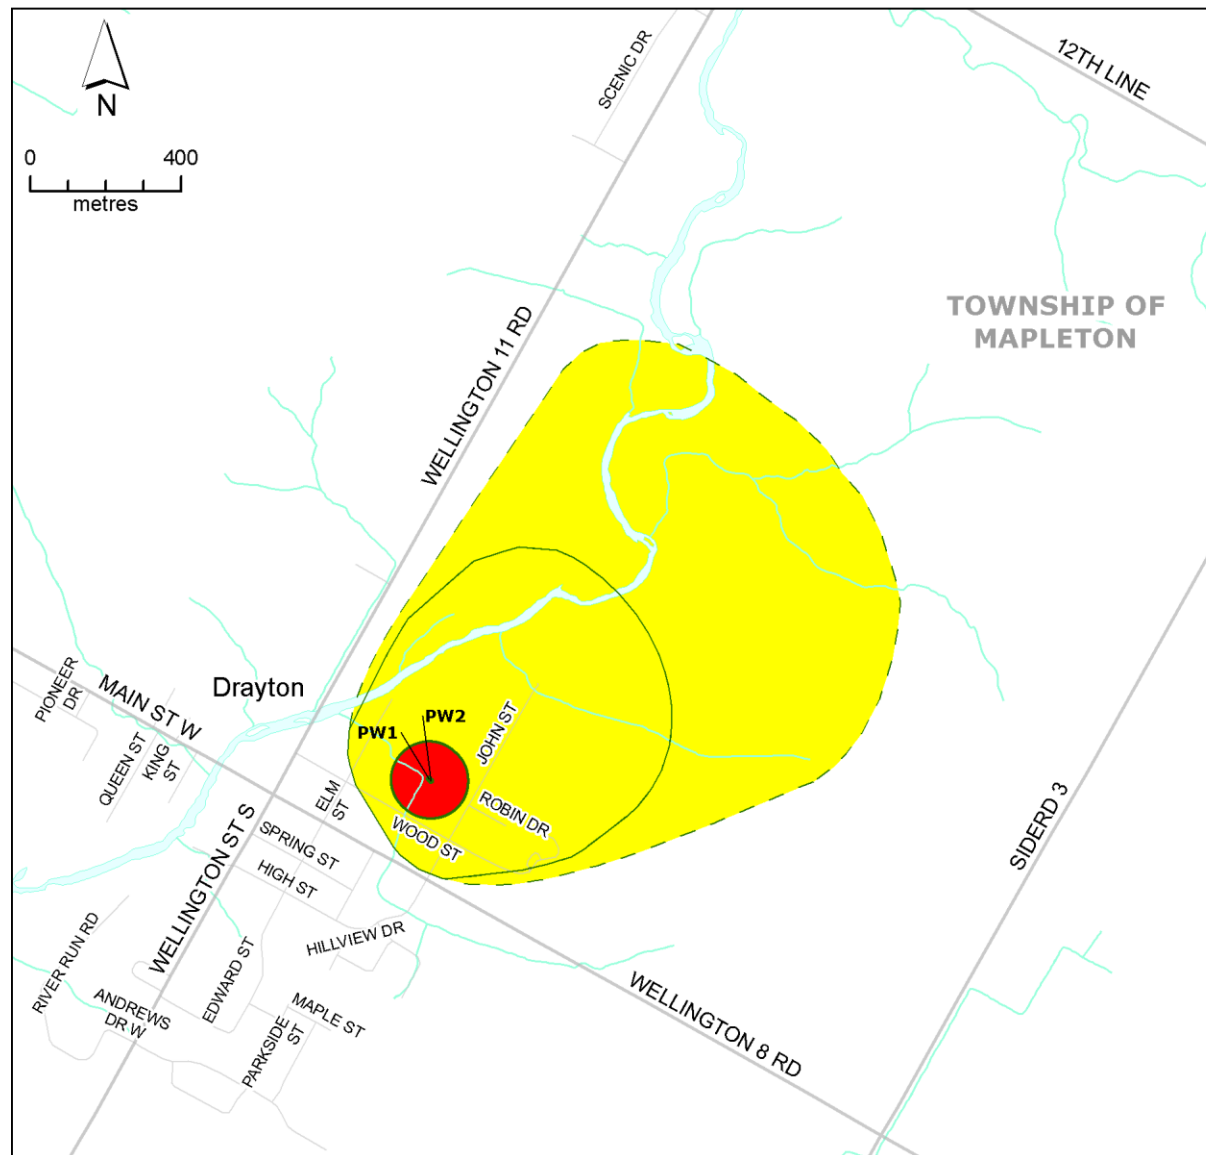 12TH LINE
SCENIC DR
N
0 400
metres
TOWNSHIP OF
MAPLETON
WELLINGTON 11 RD
Drayton
PIONEER
DR
MAIN ST W
QUEEN ST
KING
ST
PW1
PW2
JOHN ST
ELM
ST
ROBIN DR
WOOD ST
SPRING ST
HIGH ST
WELLINGTON ST S
SIDERD 3
HILLVIEW DR
RIVER RUN RD
EDWARD ST
ANDREWS
DR W
MAPLE ST
PARKSIDE
ST
WELLINGTON 8 RD